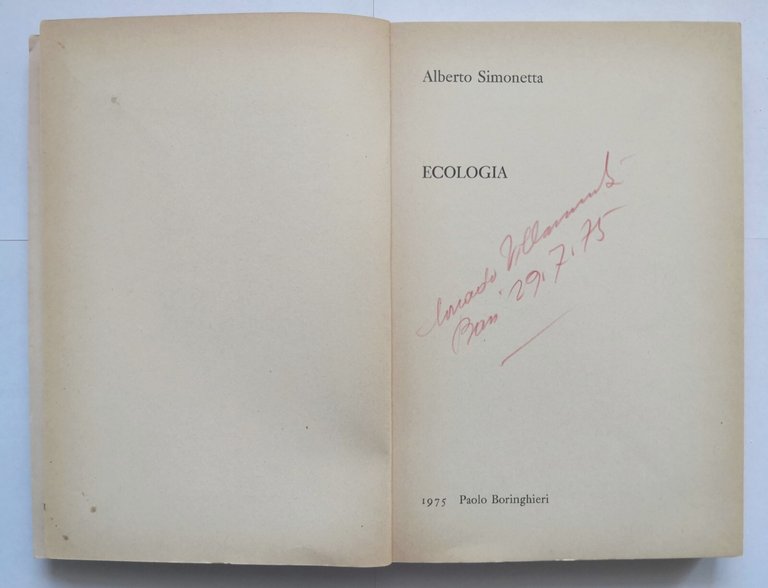 Alberto Simonetta
ECOLOGIA
Bari 29.7.75
1975 Paolo Boringhieri